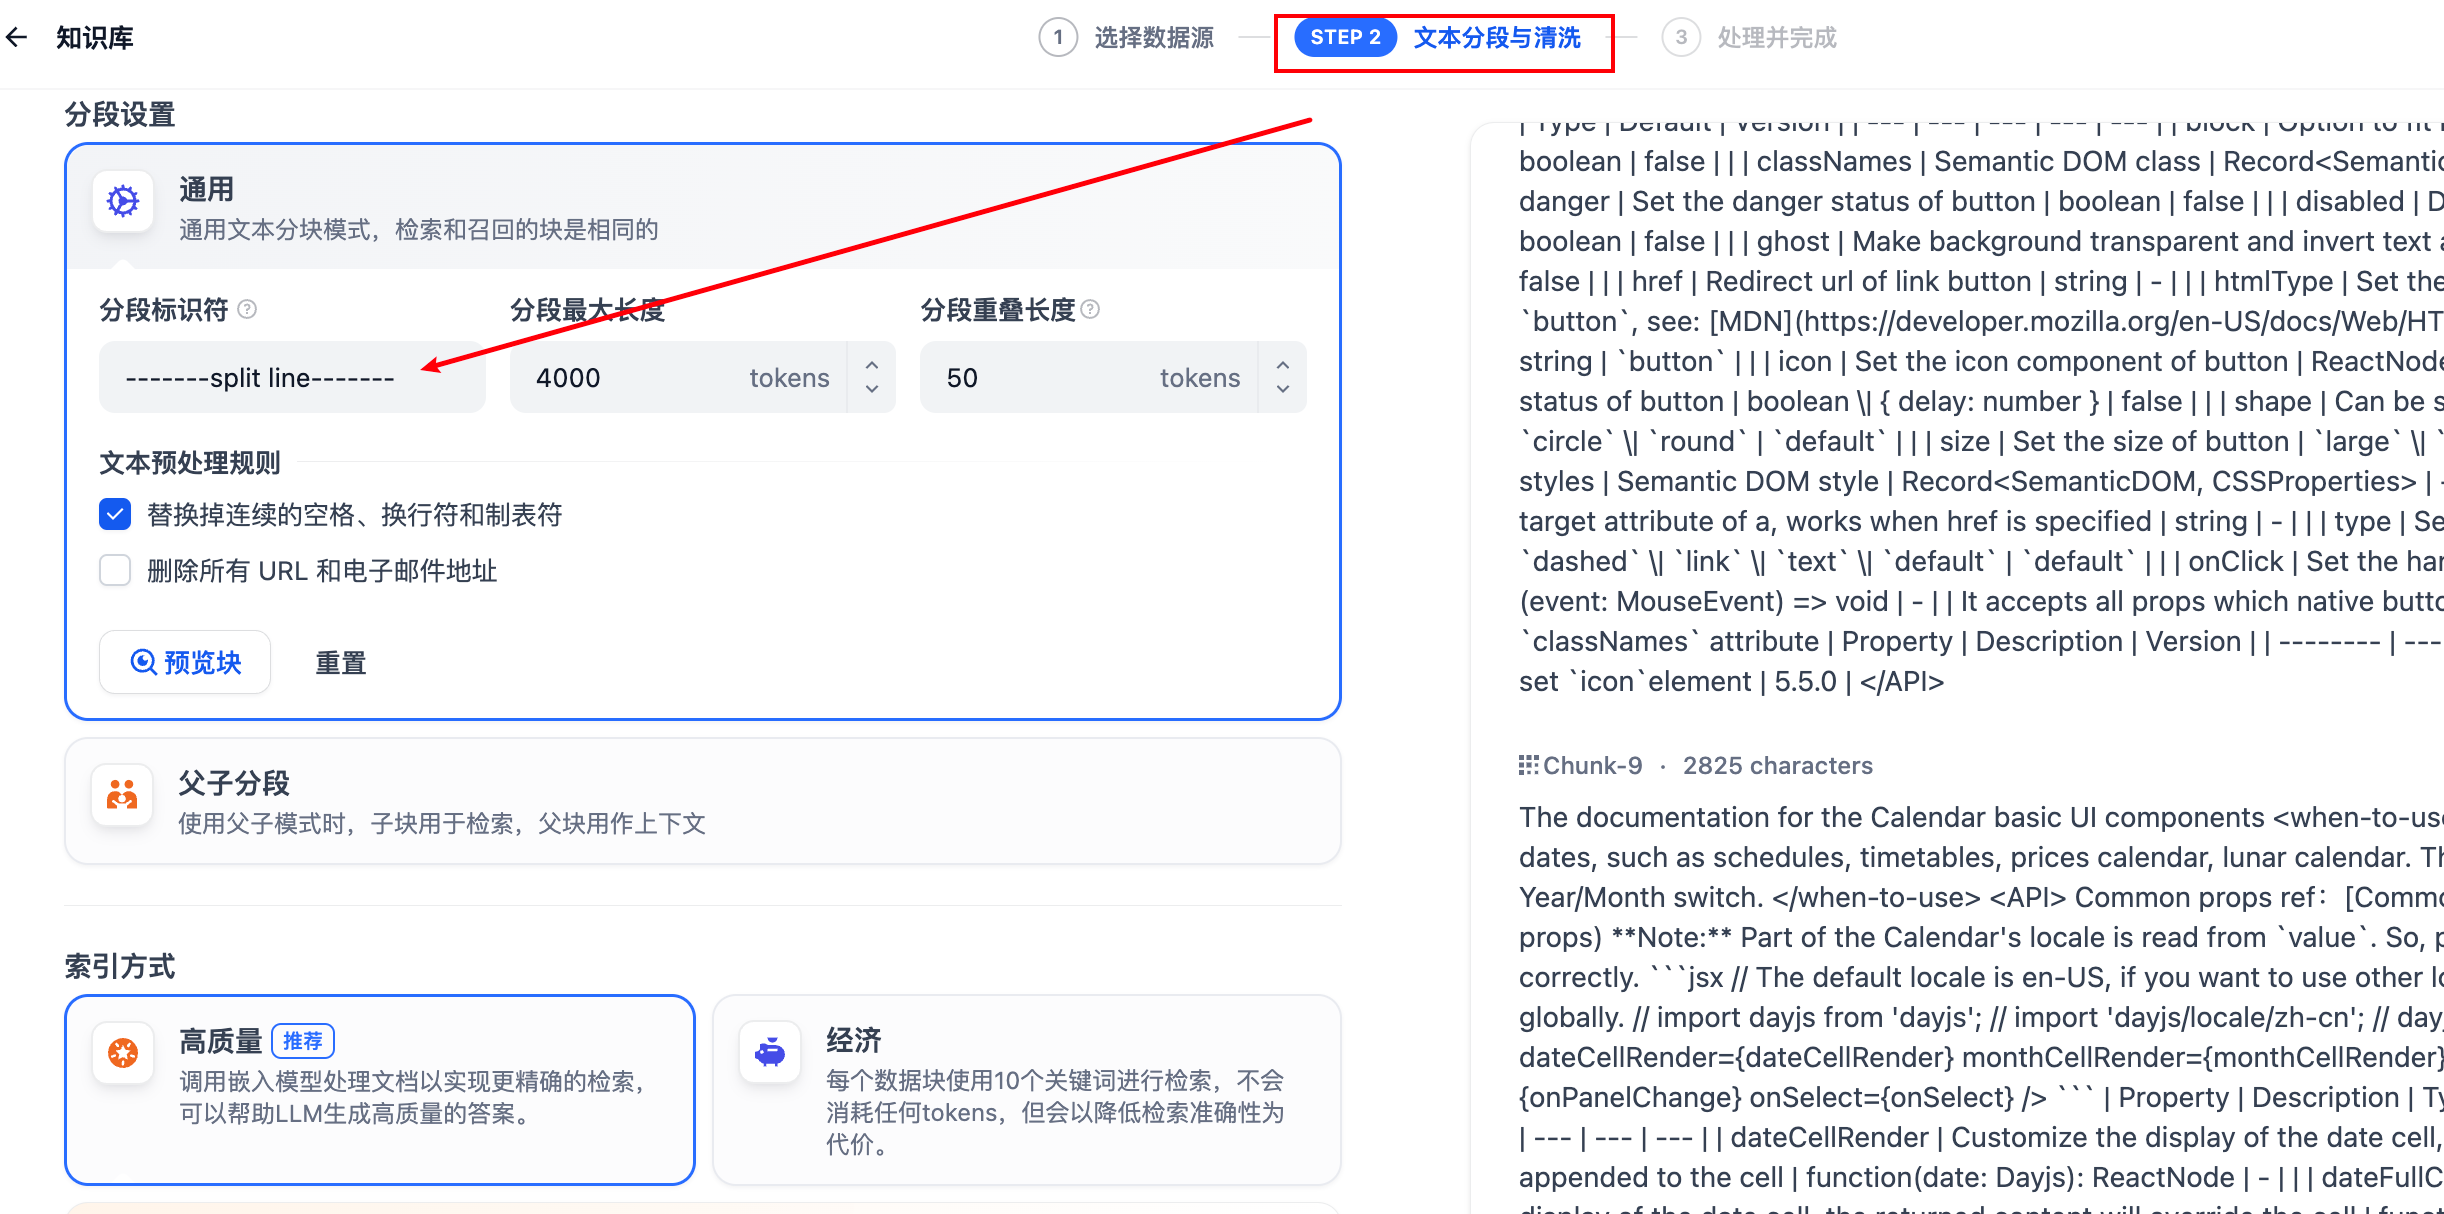 知识库
1 选择数据源
STEP 2 文本分段与清洗
3 处理并完成
分段设置
通用
通用文本分块模式，检索和召回的块是相同的
分段标识符
分段最大长度
分段重叠长度
-------split line-------
4000 tokens
50 tokens
文本预处理规则
替换掉连续的空格、换行符和制表符
删除所有 URL 和电子邮件地址
预览块
重置
父子分段
使用父子模式时，子块用于检索，父块用作上下文
索引方式
高质量 推荐
调用嵌入模型处理文档以实现更精确的检索，
可以帮助LLM生成高质量的答案。
经济
每个数据块使用10个关键词进行检索，不会
消耗任何tokens，但会以降低检索准确性为
代价。
| Type | Default | Version | | --- | --- | --- | --- | --- | | block | Option to fit
boolean | false | | | classNames | Semantic DOM class | Record<Semantic
danger | Set the danger status of button | boolean | false | | | disabled |
boolean | false | | | ghost | Make background transparent and invert text
false | | | href | Redirect url of link button | string | - | | | htmlType | Set the
`button`, see: [MDN](https://developer.mozilla.org/en-US/docs/Web/HT
string | `button` | | | icon | Set the icon component of button | ReactNode
status of button | boolean \| { delay: number } | false | | | shape | Can be
`circle` \| `round` | `default` | | | size | Set the size of button | `large` \| `
styles | Semantic DOM style | Record<SemanticDOM, CSSProperties> | -
target attribute of a, works when href is specified | string | - | | | type | Se
`dashed` \| `link` \| `text` \| `default` | `default` | | | onClick | Set the
(event: MouseEvent) => void | - | | It accepts all props which native
`classNames` attribute | Property | Description | Version | | -------- | ---
set `icon`element | 5.5.0 | </API>
Chunk-9 · 2825 characters
The documentation for the Calendar basic UI components <when-to-use
dates, such as schedules, timetables, prices calendar, lunar calendar.
Year/Month switch. </when-to-use> <API> Common props ref：[Commo
props) **Note:** Part of the Calendar's locale is read from `value`. So,
correctly. ```jsx // The default locale is en-US, if you want to use other
globally. // import dayjs from 'dayjs'; // import 'dayjs/locale/zh-cn'; // day
dateCellRender={dateCellRender} monthCellRender={monthCellRender}
{onPanelChange} onSelect={onSelect} /> ``` | Property | Description |
| --- | --- | --- | | dateCellRender | Customize the display of the date cell,
appended to the cell | function(date: Dayjs): ReactNode | - | | | dateFullC
display of the date cell, the returned content will override the cell |